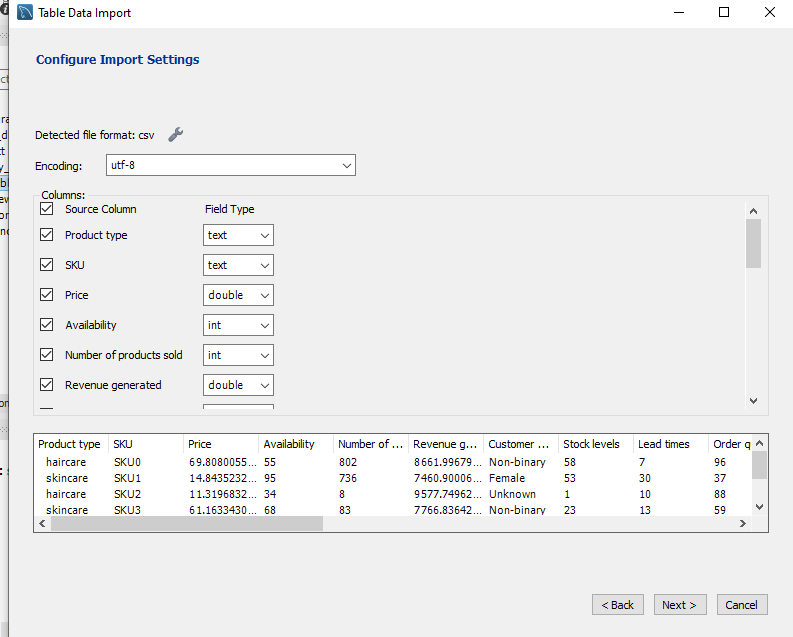 Table Data Import
Configure Import Settings
Detected file format: csv
Encoding: utf-8
Columns:
Source Column Field Type
Product type text
SKU text
Price double
Availability int
Number of products sold int
Revenue generated double
Product type SKU Price Availability Number of ... Revenue g... Customer ... Stock levels Lead times Order q
haircare SKU0 69.8080055... 55 802 8661.99679... Non-binary 58 7 96
skincare SKU1 14.8435232... 95 736 7460.90006... Female 53 30 37
haircare SKU2 11.3196832... 34 8 9577.74962... Unknown 1 10 88
skincare SKU3 61.1633430... 68 83 7766.83642... Non-binary 23 13 59
< Back Next > Cancel